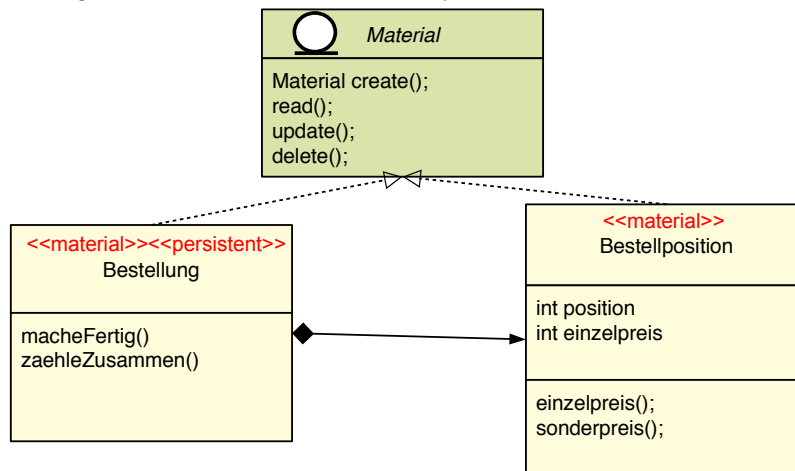 Material
Material create();
read();
update();
delete();
<<material>><<persistent>>
Bestellung
macheFertig()
zaehleZusammen()
<<material>>
Bestellposition
int position
int einzelpreis
einzelpreis();
sonderpreis();